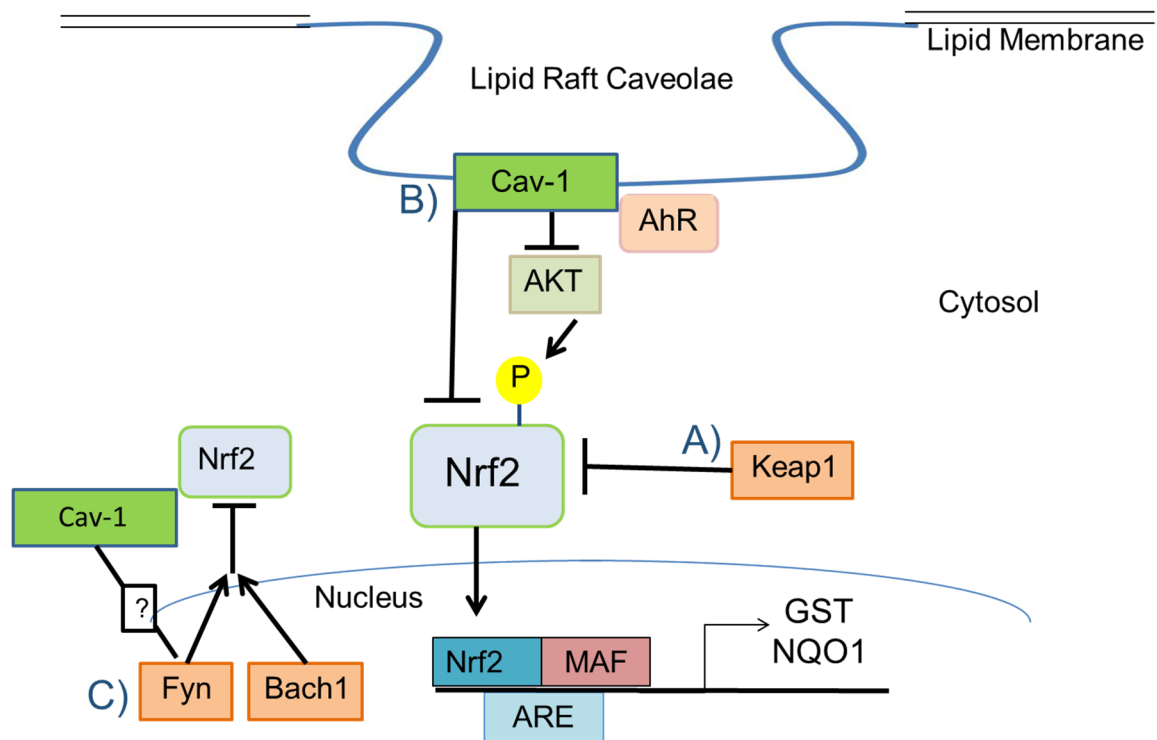 Lipid Membrane
Lipid Raft Caveolae
Cav-1
B)
AhR
AKT
Cytosol
P
A)
Nrf2
Nrf2
Keap1
Cav-1
?
Nucleus
GST
NQO1
Nrf2 MAF
C)
Fyn
Bach1
ARE